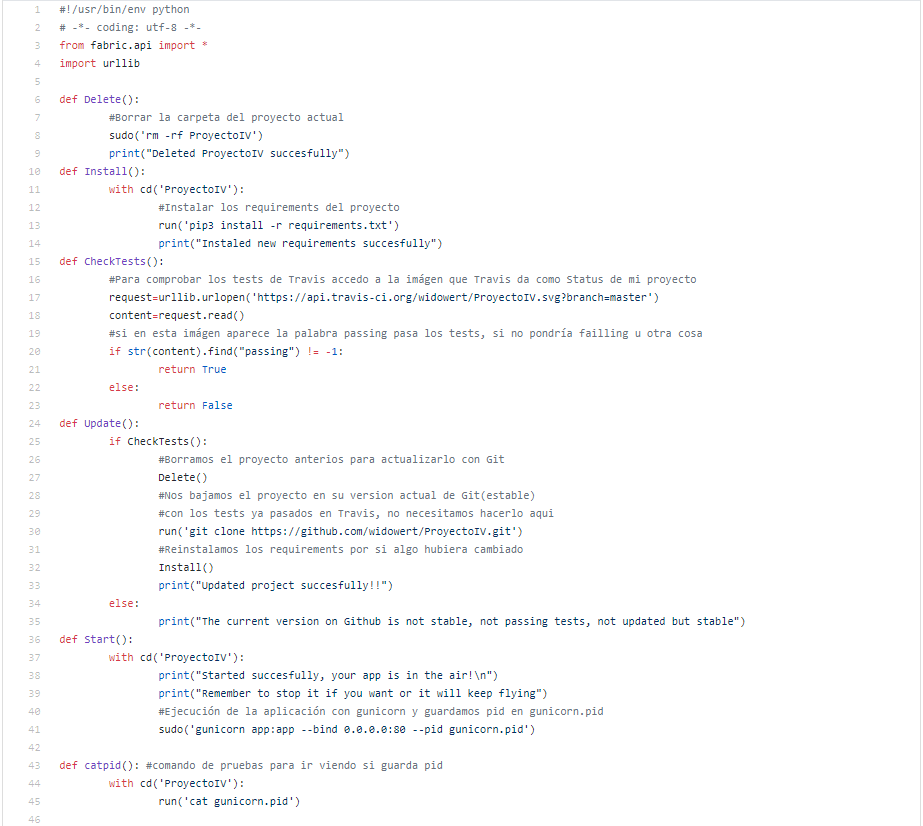 1 #!/usr/bin/env python
2 # -*- coding: utf-8 -*-
3 from fabric.api import *
4 import urllib
5
6 def Delete():
7 #Borrar la carpeta del proyecto actual
8 sudo('rm -rf ProyectoIV')
9 print("Deleted ProyectoIV succesfully")
10 def Install():
11 with cd('ProyectoIV'):
12 #Instalar los requirements del proyecto
13 run('pip3 install -r requirements.txt')
14 print("Instaled new requirements succesfully")
15 def CheckTests():
16 #Para comprobar los tests de Travis accedo a la imágen que Travis da como Status de mi proyecto
17 request=urllib.urlopen('https://api.travis-ci.org/widowert/ProyectoIV.svg?branch=master')
18 content=request.read()
19 #si en esta imágen aparece la palabra passing pasa los tests, si no pondría failling u otra cosa
20 if str(content).find("passing") != -1:
21 return True
22 else:
23 return False
24 def Update():
25 if CheckTests():
26 #Borramos el proyecto anterios para actualizarlo con Git
27 Delete()
28 #Nos bajamos el proyecto en su version actual de Git(estable)
29 #con los tests ya pasados en Travis, no necesitamos hacerlo aqui
30 run('git clone https://github.com/widowert/ProyectoIV.git')
31 #Reinstalamos los requirements por si algo hubiera cambiado
32 Install()
33 print("Updated project succesfully!!")
34 else:
35 print("The current version on Github is not stable, not passing tests, not updated but stable")
36 def Start():
37 with cd('ProyectoIV'):
38 print("Started succesfully, your app is in the air!\n")
39 print("Remember to stop it if you want or it will keep flying")
40 #Ejecución de la aplicación con gunicorn y guardamos pid en gunicorn.pid
41 sudo('gunicorn app:app --bind 0.0.0.0:80 --pid gunicorn.pid')
42
43 def catpid(): #comando de pruebas para ir viendo si guarda pid
44 with cd('ProyectoIV'):
45 run('cat gunicorn.pid')
46